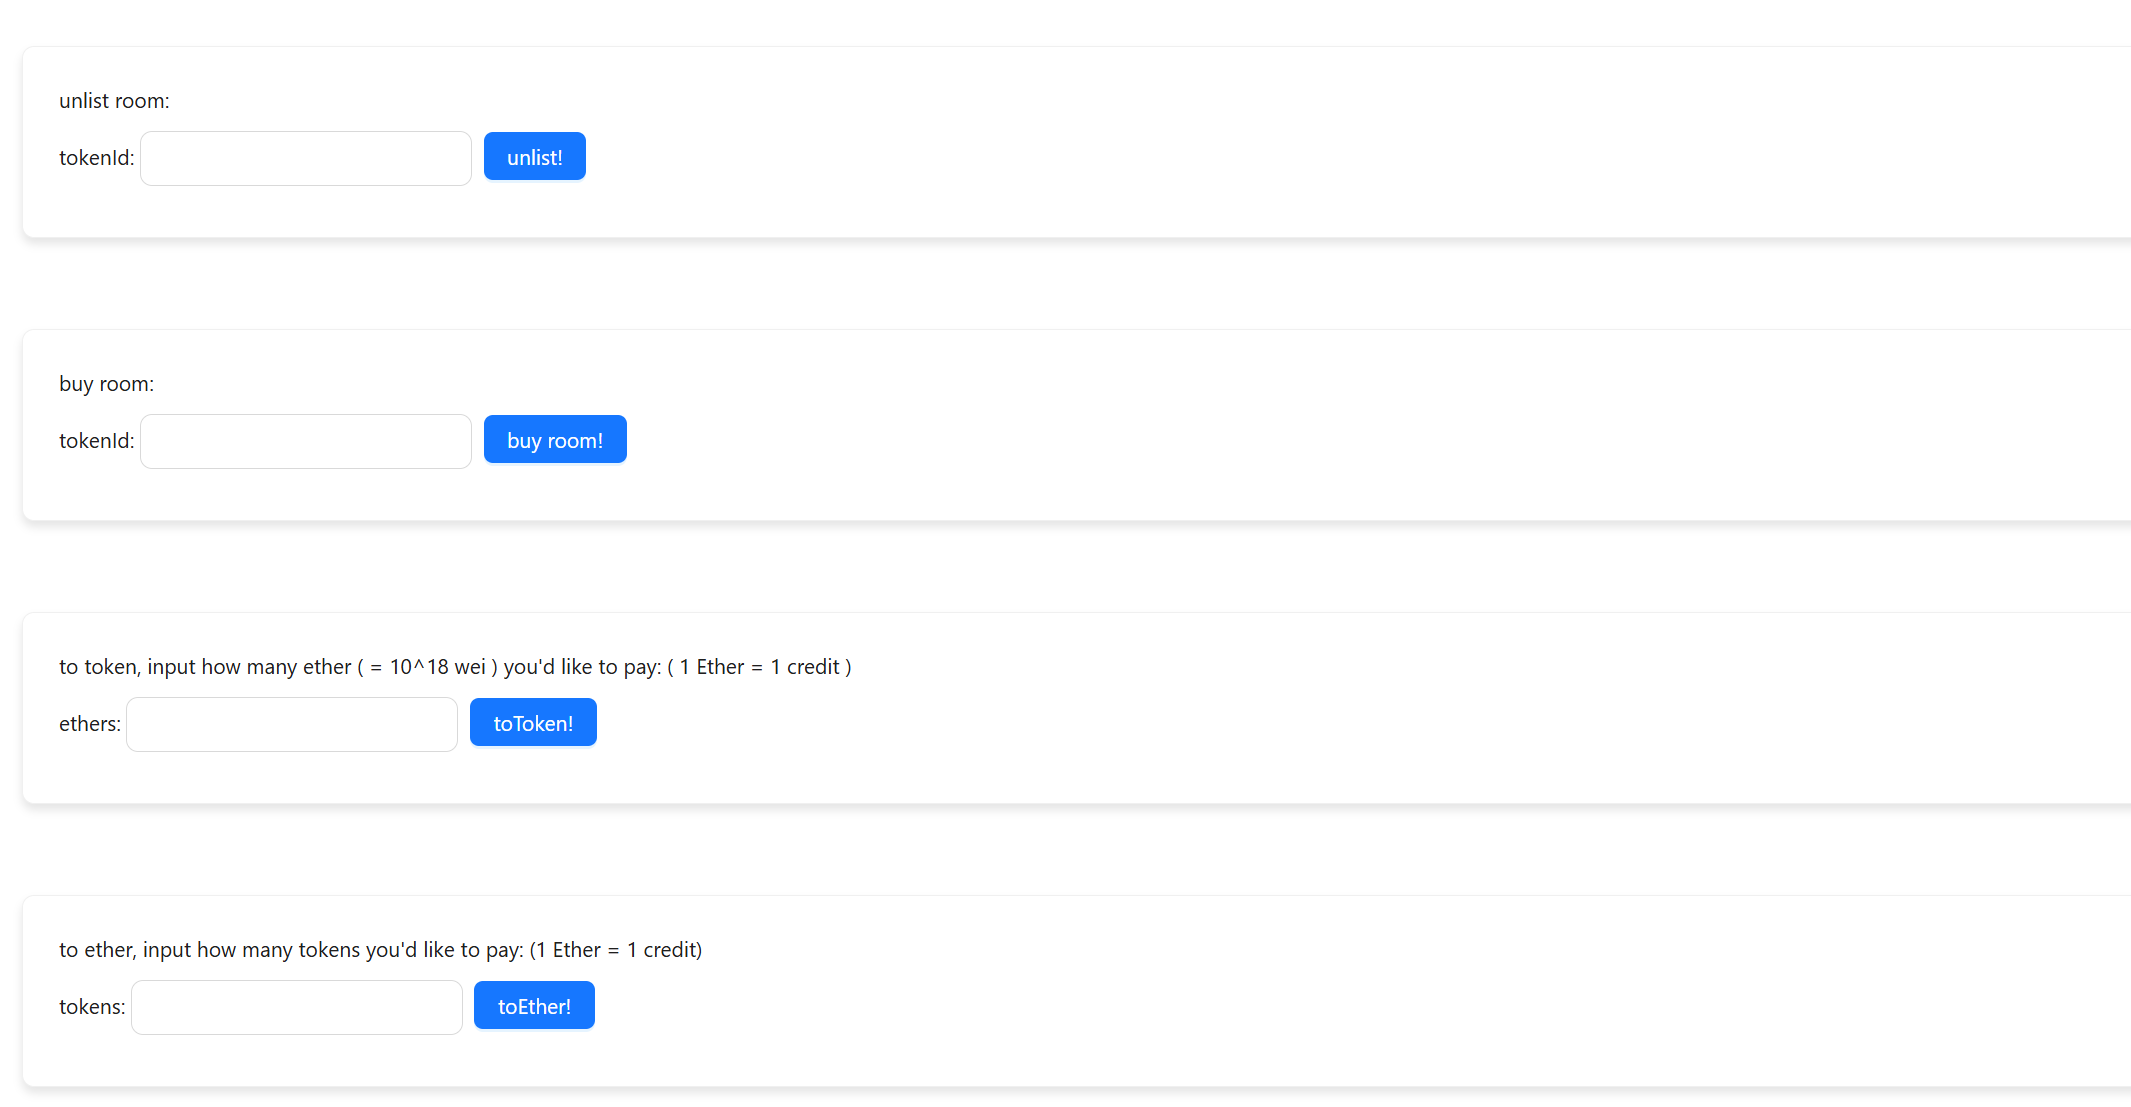 unlist room:
tokenId: unlist!
buy room:
tokenId: buy room!
to token, input how many ether ( = 10^18 wei ) you'd like to pay: ( 1 Ether = 1 credit )
ethers: toToken!
to ether, input how many tokens you'd like to pay: (1 Ether = 1 credit)
tokens: toEther!